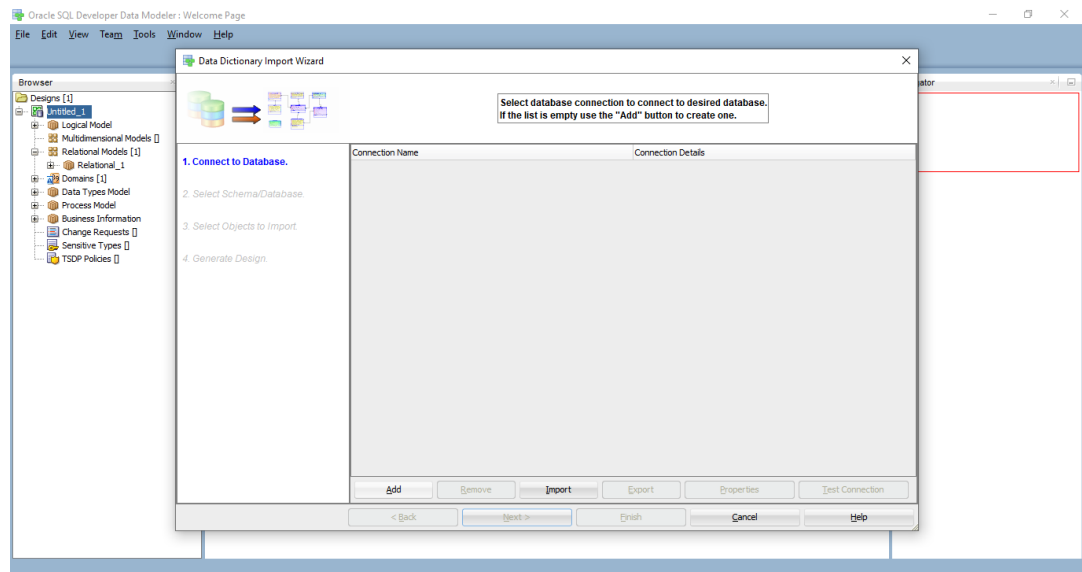 Oracle SQL Developer Data Modeler : Welcome Page
File Edit View Team Tools Window Help
Data Dictionary Import Wizard
Browser
Designs [1]
Untitled_1
Logical Model
Multidimensional Models []
Relational Models [1]
Relational_1
Domains [1]
Data Types Model
Process Model
Business Information
Change Requests []
Sensitive Types []
TSDP Policies []
Select database connection to connect to desired database.
If the list is empty use the "Add" button to create one.
1. Connect to Database.
2. Select Schema/Database.
3. Select Objects to Import.
4. Generate Design.
Connection Name Connection Details
Add Remove Import Export Properties Test Connection
< Back Next > Finish Cancel Help
ator